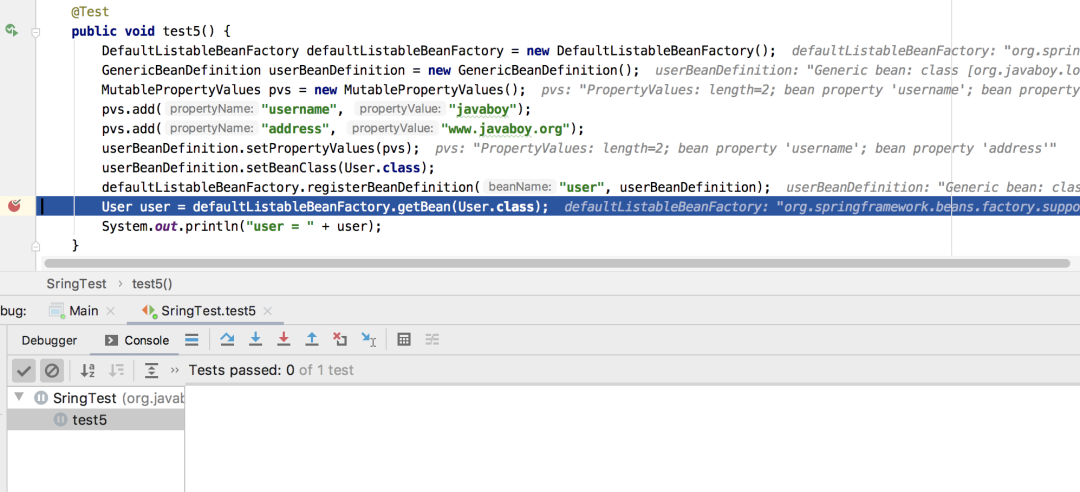 @Test
public void test5() {
DefaultListableBeanFactory defaultListableBeanFactory = new DefaultListableBeanFactory();  defaultListableBeanFactory: "org.sprin
GenericBeanDefinition userBeanDefinition = new GenericBeanDefinition();  userBeanDefinition: "Generic bean: class [org.javaboy.lo
MutablePropertyValues pvs = new MutablePropertyValues();  pvs: "PropertyValues: length=2; bean property 'username'; bean property
pvs.add( propertyName: "username",  propertyValue: "javaboy");
pvs.add( propertyName: "address",  propertyValue: "www.javaboy.org");
userBeanDefinition.setPropertyValues(pvs);  pvs: "PropertyValues: length=2; bean property 'username'; bean property 'address'"
userBeanDefinition.setBeanClass(User.class);
defaultListableBeanFactory.registerBeanDefinition( beanName: "user", userBeanDefinition);  userBeanDefinition: "Generic bean: clas
User user = defaultListableBeanFactory.getBean(User.class);  defaultListableBeanFactory: "org.springframework.beans.factory.suppo
System.out.println("user = " + user);
}
SringTest > test5()
bug: Main SringTest.test5
Debugger Console
Tests passed: 0 of 1 test
SringTest (org.javab
test5